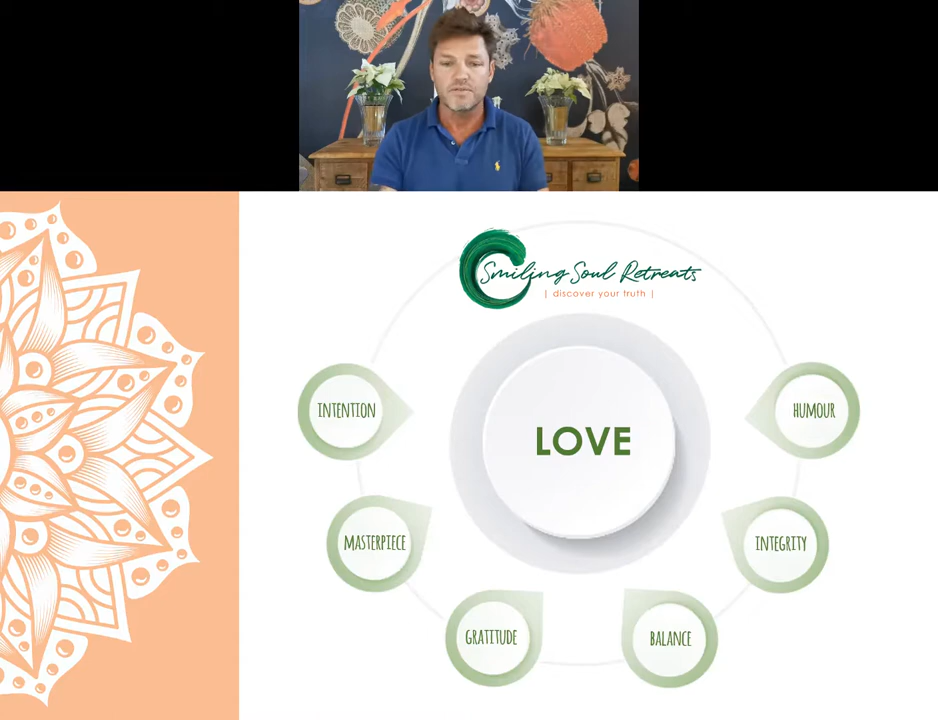 Smiling Soul Retreats
| discover your truth |
INTENTION
HUMOUR
LOVE
MASTERPIECE
INTEGRITY
GRATITUDE
BALANCE